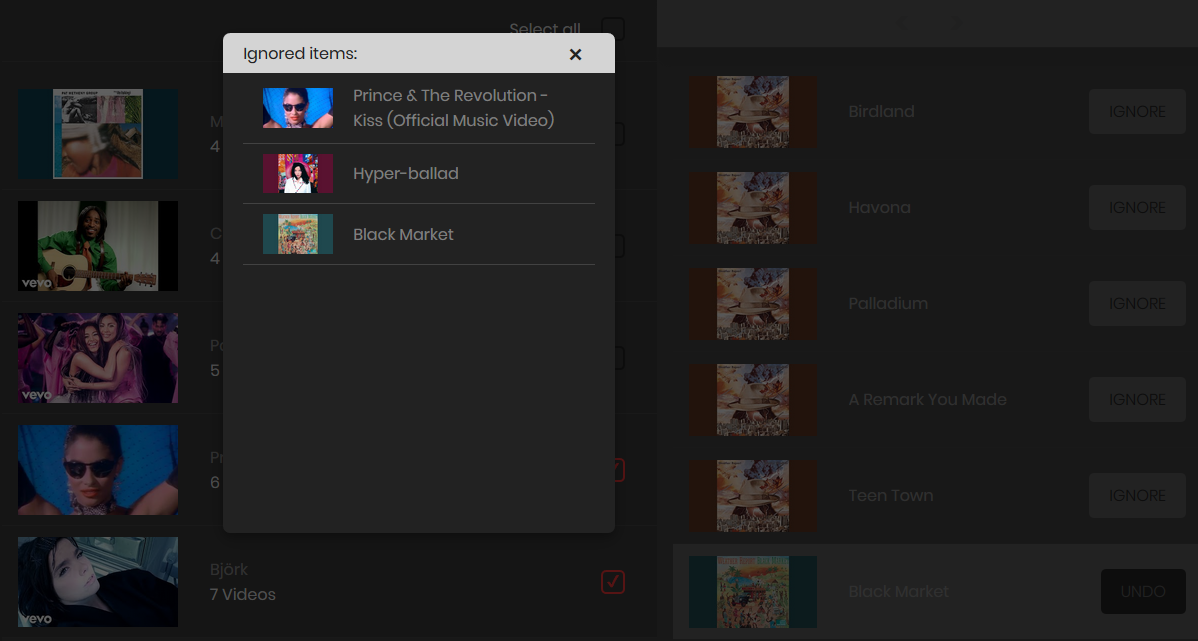 Select all
Ignored items:
Prince & The Revolution -
Kiss (Official Music Video)
Hyper-ballad
Black Market
M
4
C
4
vevo
Pa
5
vevo
Pr
6
Björk
7 Videos
vevo
Birdland
IGNORE
Havona
IGNORE
Palladium
IGNORE
A Remark You Made
IGNORE
Teen Town
IGNORE
Black Market
UNDO